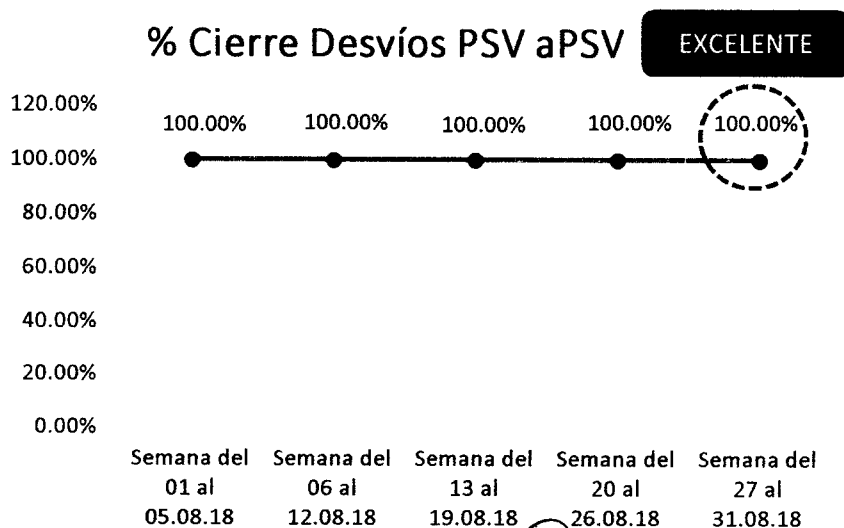 % Cierre Desvíos PSV aPSV
EXCELENTE
120.00%
100.00%
80.00%
60.00%
40.00%
20.00%
0.00%
100.00% 100.00% 100.00% 100.00% 100.00%
Semana del Semana del Semana del Semana del Semana del
01 al 06 al 13 al 20 al 27 al
05.08.18 12.08.18 19.08.18 26.08.18 31.08.18